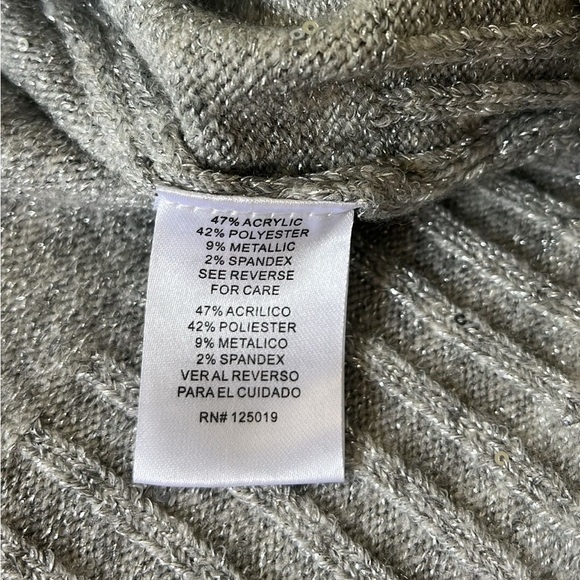 47% ACRYLIC
42% POLYESTER
9% METALLIC
2% SPANDEX
SEE REVERSE
FOR CARE
47% ACRILICO
42% POLIESTER
9% METALICO
2% SPANDEX
VER AL REVERSO
PARA EL CUIDADO
RN# 125019